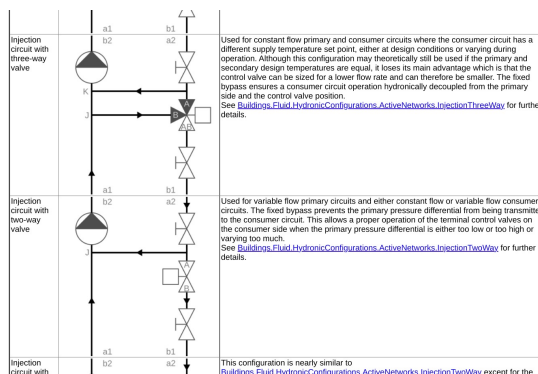 a1 b1
Injection
circuit with
three-way
valve
b2 a2
K
A
J
B
AB
a1 b1
Used for constant flow primary and consumer circuits where the consumer circuit has a
different supply temperature set point, either at design conditions or varying during
operation. Although this configuration may theoretically still be used if the primary and
secondary design temperatures are equal, it loses its main advantage which is that the
control valve can be sized for a lower flow rate and can therefore be smaller. The fixed
bypass ensures a consumer circuit operation hydronically decoupled from the primary
side and the control valve position.
See Buildings.Fluid.HydronicConfigurations.ActiveNetworks.InjectionThreeWay for furthe
details.
Injection
circuit with
two-way
valve
b2 a2
J
A
B
a1 b1
Used for variable flow primary circuits and either constant flow or variable flow consumer
circuits. The fixed bypass prevents the primary pressure differential from being transmitte
to the consumer circuit. This allows a proper operation of the terminal control valves on
the consumer side when the primary pressure differential is either too low or too high or
varying too much.
See Buildings.Fluid.HydronicConfigurations.ActiveNetworks.InjectionTwoWay for further
details.
Injection
circuit with
b2 a2
This configuration is nearly similar to
Buildings.Fluid.HydronicConfigurations.ActiveNetworks.InjectionTwoWay except for the